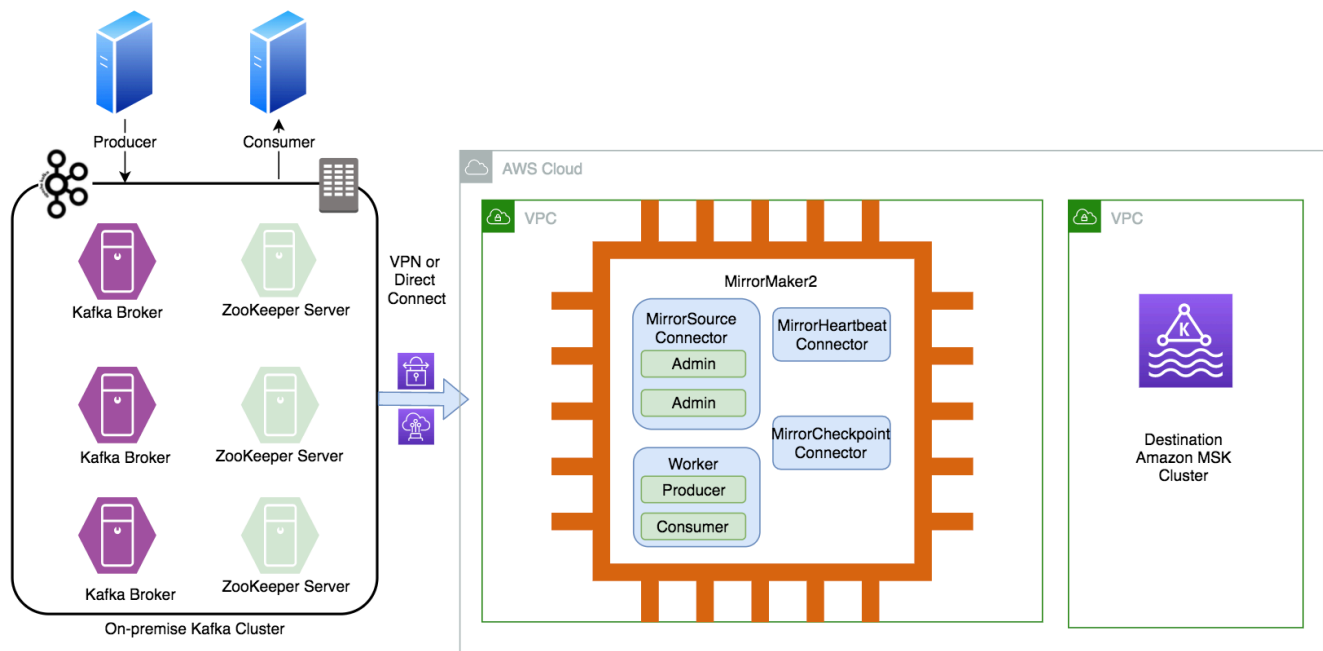 Producer
Consumer
Kafka Broker
ZooKeeper Server
Kafka Broker
ZooKeeper Server
Kafka Broker
ZooKeeper Server
On-premise Kafka Cluster
VPN or
Direct
Connect
AWS Cloud
VPC
MirrorMaker2
MirrorSource
Connector
Admin
Admin
MirrorHeartbeat
Connector
MirrorCheckpoint
Connector
Worker
Producer
Consumer
VPC
K
Destination
Amazon MSK
Cluster